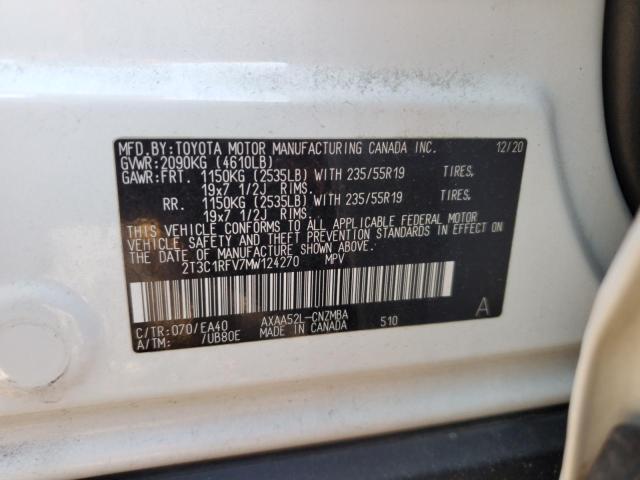 MFD.BY:TOYOTA MOTOR MANUFACTURING CANADA INC. 12/20
GVWR:2090KG (4610LB)
GAWR:FRT. 1150KG (2535LB) WITH 235/55R19 TIRES.
19x7 1/2J RIMS.
RR. 1150KG (2535LB) WITH 235/55R19 TIRES.
19x7 1/2J RIMS.
THIS VEHICLE CONFORMS TO ALL APPLICABLE FEDERAL MOTOR
VEHICLE SAFETY AND THEFT PREVENTION STANDARDS IN EFFECT ON
THE DATE OF MANUFACTURE SHOWN ABOVE.
2T3C1RFV7MW124270 MPV
C/TR:070/EA40 AXAA52L-CNZMBA 510 A
A/TM: /UB80E MADE IN CANADA